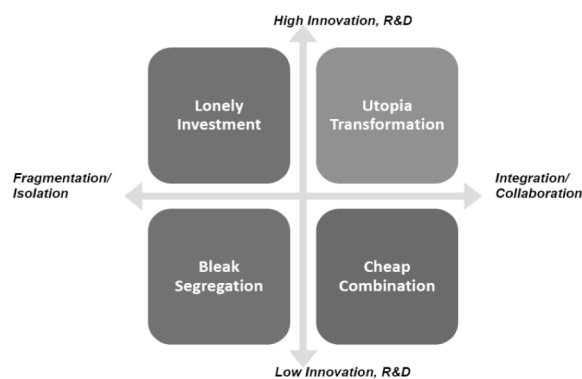 High Innovation, R&D
Lonely
Investment
Utopia
Transformation
Fragmentation/
Isolation
Integration/
Collaboration
Bleak
Segregation
Cheap
Combination
Low Innovation, R&D